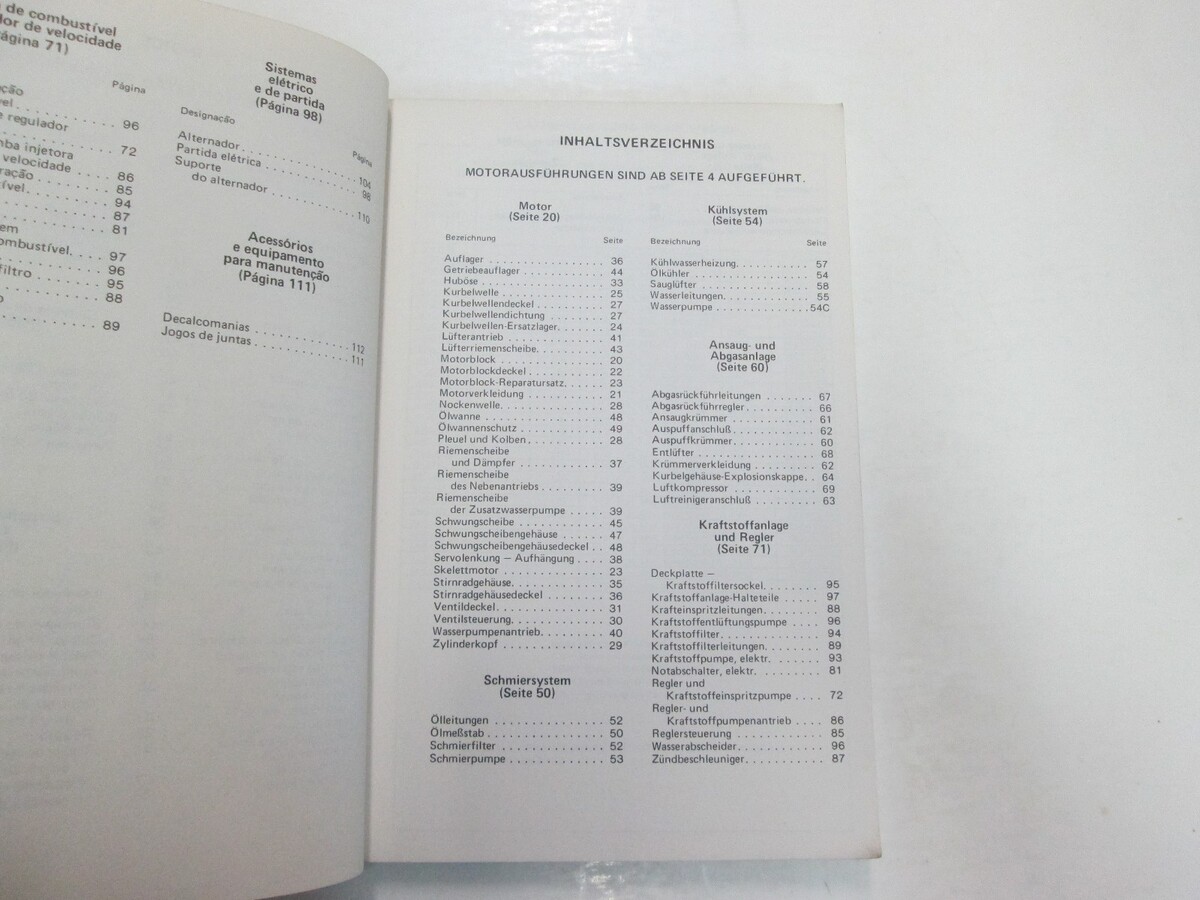 de combustível
de velocidade
71)
Página
96
regulador
72
injetora
velocidade . . . . 86
85
94
87
81
combustível. . . . 97
96
filtro . . . . . . . . . 95
88
89
Sistemas
elétrico
e de partida
(Página 98)
Designação
Página
Alternador. . . . . . . . . . . . . 104
Partida elétrica . . . . . . . . . . 98
Suporte
do alternador . . . . . . . . . 110
Acessórios
e equipamento
para manutenção
(Página 111)
Decalcomanias . . . . . . . . . . 112
Jogos de juntas . . . . . . . . . . 111
INHALTSVERZEICHNIS
MOTORAUSFÜHRUNGEN SIND AB SEITE 4 AUFGEFÜHRT.
Motor
(Seite 20)
Bezeichnung Seite
Auflager . . . . . . . . . . . . . . . . 36
Getriebeauflager . . . . . . . . . . . 44
Huböse . . . . . . . . . . . . . . . . . 33
Kurbelwelle . . . . . . . . . . . . . . 25
Kurbelwellendeckel . . . . . . . . . 27
Kurbelwellendichtung . . . . . . . . 27
Kurbelwellen-Ersatzlager. . . . . . . 24
Lüfterantrieb . . . . . . . . . . . . . 41
Lüfterriemenscheibe. . . . . . . . . . 43
Motorblock . . . . . . . . . . . . . . 20
Motorblockdeckel . . . . . . . . . . . 22
Motorblock-Reparatursatz. . . . . . 23
Motorverkleidung . . . . . . . . . . . 21
Nockenwelle. . . . . . . . . . . . . . 28
Ölwanne . . . . . . . . . . . . . . . . 48
Ölwannenschutz . . . . . . . . . . . . 49
Pleuel und Kolben . . . . . . . . . . . 28
Riemenscheibe
und Dämpfer . . . . . . . . . . . . 37
Riemenscheibe
des Nebenantriebs . . . . . . . . . 39
Riemenscheibe
der Zusatzwasserpumpe . . . . . 39
Schwungscheibe . . . . . . . . . . . . 45
Schwungscheibengehäuse . . . . . . 47
Schwungscheibengehäusedeckel . . 48
Servolenkung – Aufhängung . . . . 38
Skelettmotor . . . . . . . . . . . . . . 23
Stirnradgehäuse. . . . . . . . . . . . . 35
Stirnradgehäusedeckel . . . . . . . . 36
Ventildeckel. . . . . . . . . . . . . . . 31
Ventilsteuerung. . . . . . . . . . . . . 30
Wasserpumpenantrieb. . . . . . . . . 40
Zylinderkopf . . . . . . . . . . . . . . 29
Schmiersystem
(Seite 50)
Ölleitungen . . . . . . . . . . . . . . 52
Ölmeßstab . . . . . . . . . . . . . . . 50
Schmierfilter . . . . . . . . . . . . . 52
Schmierpumpe . . . . . . . . . . . . . 53
Kühlsystem
(Seite 54)
Bezeichnung Seite
Kühlwasserheizung. . . . . . . . . . 57
Ölkühler . . . . . . . . . . . . . . . . 54
Sauglüfter . . . . . . . . . . . . . . . 58
Wasserleitungen. . . . . . . . . . . . 55
Wasserpumpe . . . . . . . . . . . . .54C
Ansaug- und
Abgasanlage
(Seite 60)
Abgasrückführleitungen . . . . . . . 67
Abgasrückführregler . . . . . . . . . 66
Ansaugkrümmer . . . . . . . . . . . 61
Auspuffanschluß . . . . . . . . . . . 62
Auspuffkrümmer. . . . . . . . . . . . 60
Entlüfter . . . . . . . . . . . . . . . . 68
Krümmerverkleidung . . . . . . . . 62
Kurbelgehäuse-Explosionskappe. . 64
Luftkompressor . . . . . . . . . . . . 69
Luftreinigeranschluß . . . . . . . . . 63
Kraftstoffanlage
und Regler
(Seite 71)
Deckplatte –
Kraftstoffiltersockel. . . . . . . . 95
Kraftstoffanlage-Halteteile . . . . . 97
Krafteinspritzleitungen. . . . . . . . 88
Kraftstoffentlüftungspumpe . . . . 96
Kraftstoffilter . . . . . . . . . . . . . 94
Kraftstoffilterleitungen. . . . . . . . 89
Kraftstoffpumpe, elektr. . . . . . . . 93
Notabschalter, elektr. . . . . . . . . 81
Regler und
Kraftstoffeinspritzpumpe . . . . 72
Regler- und
Kraftstoffpumpenantrieb . . . . 86
Reglersteuerung . . . . . . . . . . . . 85
Wasserabscheider. . . . . . . . . . . . 96
Zündbeschleuniger. . . . . . . . . . . 87